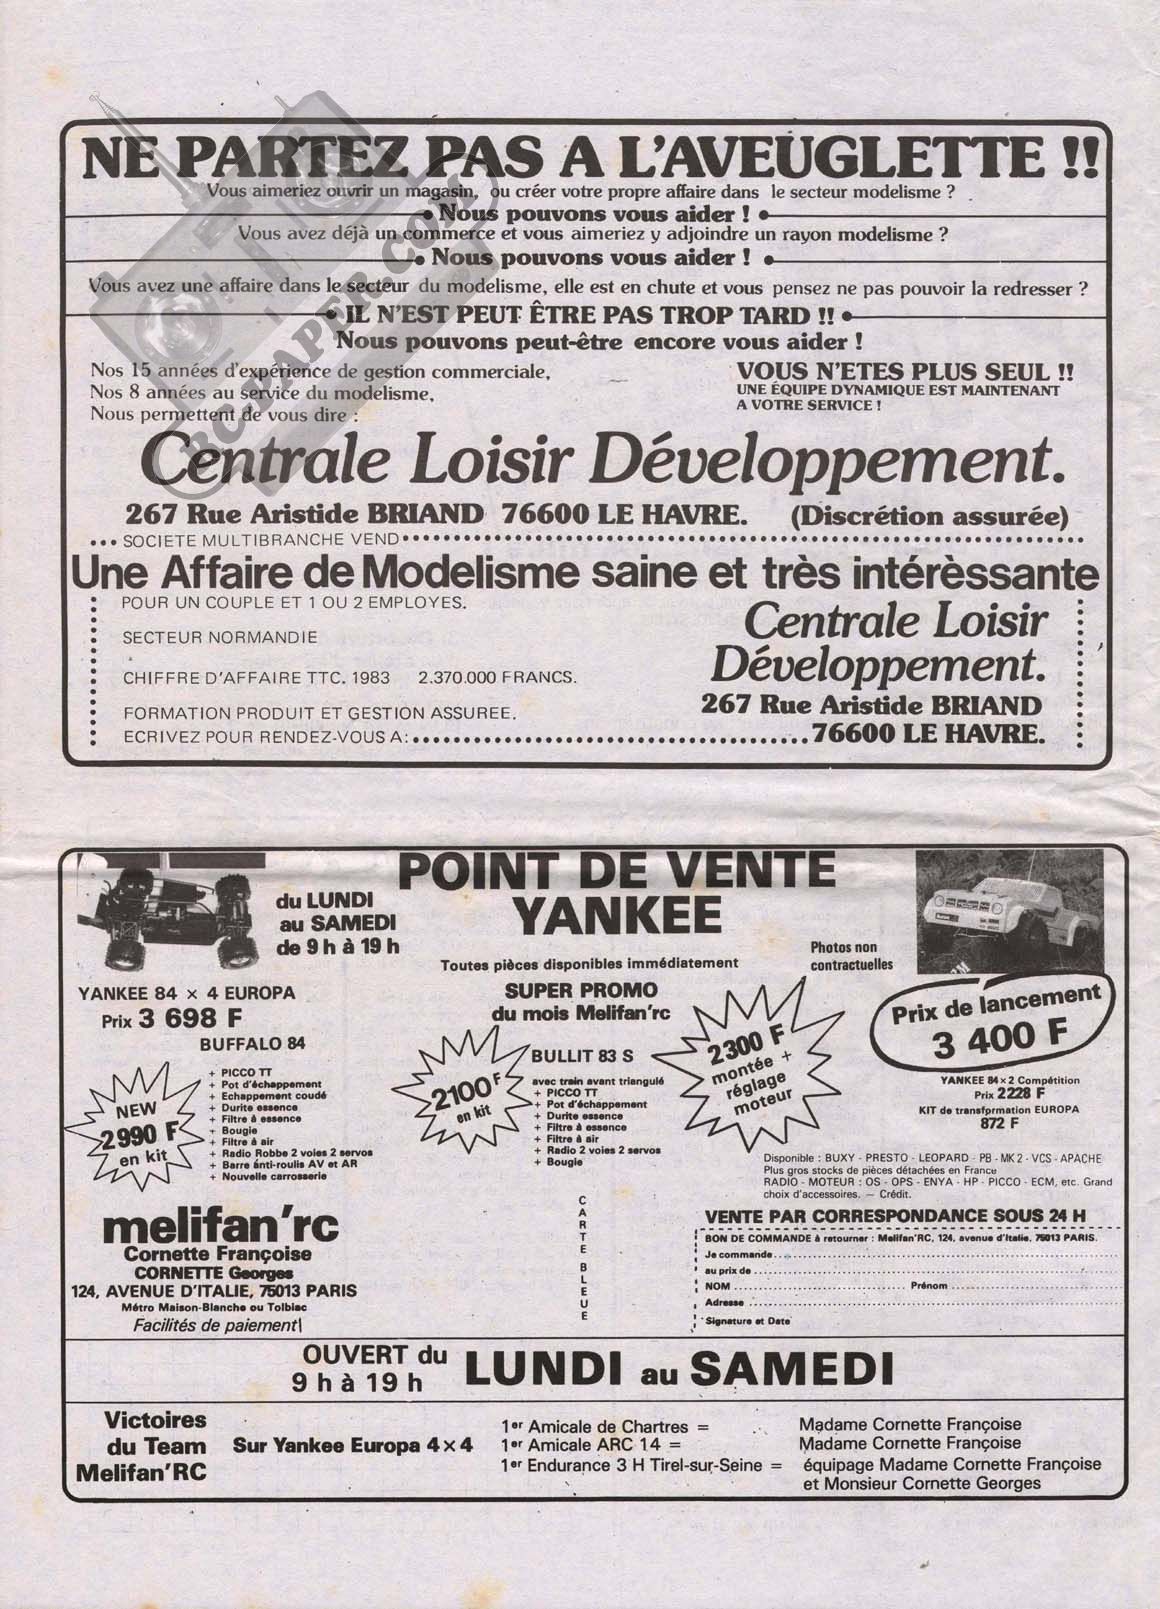 NE PARTEZ PAS A L'AVEUGLETTE !!
Vous aimeriez ouvrir un magasin, ou créer votre propre affaire dans le secteur modelisme ?
• Nous pouvons vous aider ! •
Vous avez déjà un commerce et vous aimeriez y adjoindre un rayon modelisme ?
• Nous pouvons vous aider ! •
Vous avez une affaire dans le secteur du modelisme, elle est en chute et vous pensez ne pas pouvoir la redresser ?
• IL N'EST PEUT ÊTRE PAS TROP TARD !! •
Nous pouvons peut-être encore vous aider !
Nos 15 années d'expérience de gestion commerciale,
Nos 8 années au service du modelisme,
Nous permettent de vous dire :
VOUS N'ETES PLUS SEUL !!
UNE ÉQUIPE DYNAMIQUE EST MAINTENANT
A VOTRE SERVICE !
Centrale Loisir Développement.
267 Rue Aristide BRIAND 76600 LE HAVRE. (Discrétion assurée)
SOCIETE MULTIBRANCHE VEND
Une Affaire de Modelisme saine et très intérèssante
POUR UN COUPLE ET 1 OU 2 EMPLOYES.
SECTEUR NORMANDIE
CHIFFRE D'AFFAIRE TTC. 1983 2.370.000 FRANCS.
FORMATION PRODUIT ET GESTION ASSUREE.
ECRIVEZ POUR RENDEZ-VOUS A:
Centrale Loisir
Développement.
267 Rue Aristide BRIAND
76600 LE HAVRE.
RCPAPER.COM
POINT DE VENTE
YANKEE
du LUNDI
au SAMEDI
de 9 h à 19 h
Toutes pièces disponibles immédiatement
Photos non
contractuelles
YANKEE 84 × 4 EUROPA
Prix 3 698 F
BUFFALO 84
NEW
2990 F
en kit
+ PICCO TT
+ Pot d'échappement
+ Echappement coudé
+ Durite essence
+ Filtre à essence
+ Bougie
+ Filtre à air
+ Radio Robbe 2 voies 2 servos
+ Barre ánti-roulis AV et AR
+ Nouvelle carrosserie
SUPER PROMO
du mois Melifan'rc
2100 F
en kit
BULLIT 83 S
avec train avant triangulé
+ PICCO TT
+ Pot d'échappement
+ Durite essence
+ Filtre à essence
+ Filtre à air
+ Radio 2 voies 2 servos
+ Bougie
2300 F
montée +
réglage
moteur
Prix de lancement
3 400 F
YANKEE 84 × 2 Compétition
Prix 2228 F
KIT de transformation EUROPA
872 F
Disponible : BUXY - PRESTO - LEOPARD - PB - MK 2 - VCS - APACHE
Plus gros stocks de pièces détachées en France
RADIO - MOTEUR : OS - OPS - ENYA - HP - PICCO - ECM, etc. Grand
choix d'accessoires. — Crédit.
melifan'rc
Cornette Françoise
CORNETTE Georges
124, AVENUE D'ITALIE, 75013 PARIS
Métro Maison-Blanche ou Tolbiac
Facilités de paiement
CARTE BLEUE
VENTE PAR CORRESPONDANCE SOUS 24 H
BON DE COMMANDE à retourner : Melifan'RC, 124, avenue d'Italie, 75013 PARIS.
Je commande
au prix de
NOM Prénom
Adresse
Signature et Date
OUVERT du
9 h à 19 h
LUNDI au SAMEDI
Victoires
du Team
Melifan'RC
Sur Yankee Europa 4 × 4
1er Amicale de Chartres = Madame Cornette Françoise
1er Amicale ARC 14 = Madame Cornette Françoise
1er Endurance 3 H Tirel-sur-Seine = équipage Madame Cornette Françoise
et Monsieur Cornette Georges